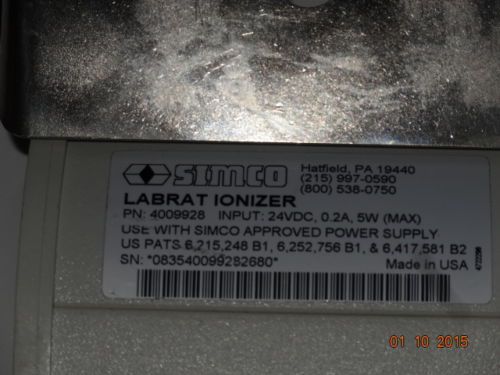 SIMCO
Hatfield, PA 19440
(215) 997-0590
(800) 538-0750
LABRAT IONIZER
PN: 4009928 INPUT: 24VDC, 0.2A, 5W (MAX)
USE WITH SIMCO APPROVED POWER SUPPLY
US PATS 6,215,248 B1, 6,252,756 B1, & 6,417,581 B2
SN: *083540099282680*
Made in USA
01 10 2015